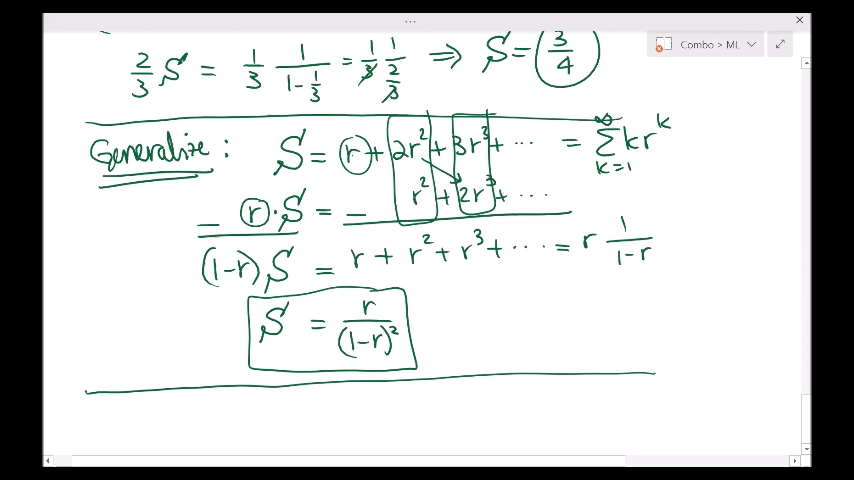 Combo > ML
2/3 S = 1/3 1/(1-1/3) = 1/3 1/(2/3) ⇒ S = 3/4
Generalize : S = r + 2r² + 3r³ + ... = ∑_{k=1}^{∞} k r^k
− r · S = − r² + 2r³ + ...
(1-r) S = r + r² + r³ + ... = r 1/(1-r)
S = r/(1-r)²